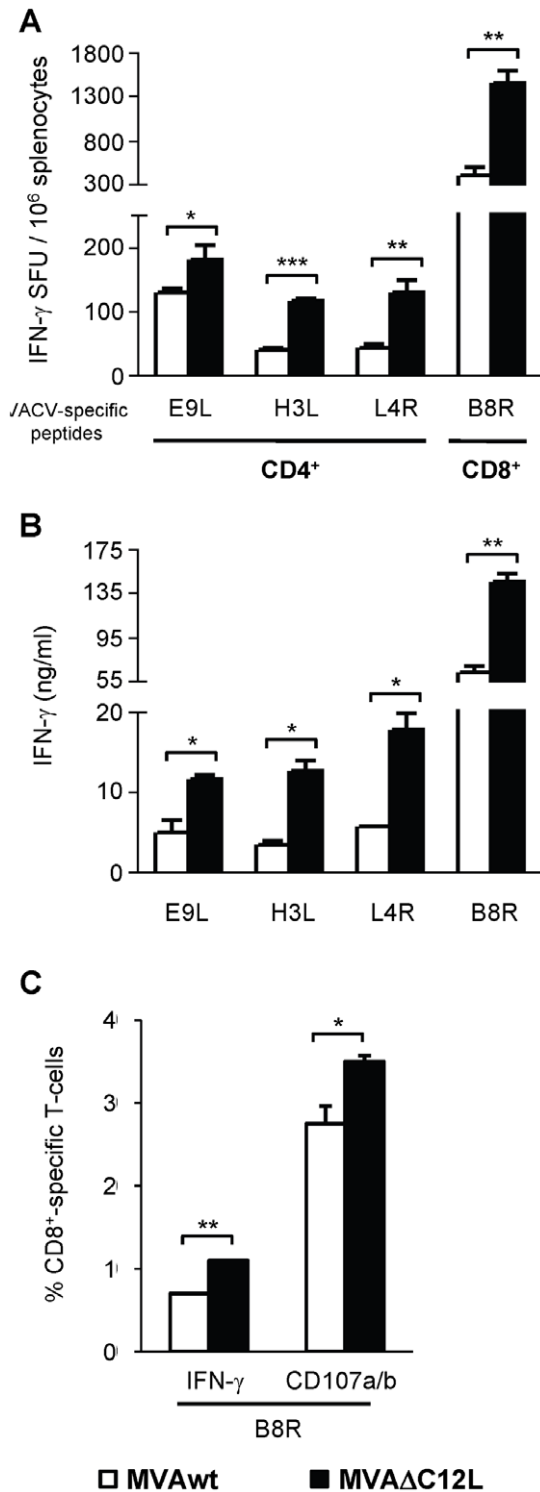 A
IFN-γ SFU / 10⁶ splenocytes
1800
1300
800
300
200
100
0
*
***
**
**
VACV-specific
peptides
E9L H3L L4R B8R
CD4⁺ CD8⁺
B
IFN-γ (ng/ml)
175
135
95
55
20
10
0
*
*
*
**
E9L H3L L4R B8R
C
% CD8⁺-specific T-cells
4
3
2
1
0
**
*
IFN-γ CD107a/b
B8R
MVAwt MVAΔC12L